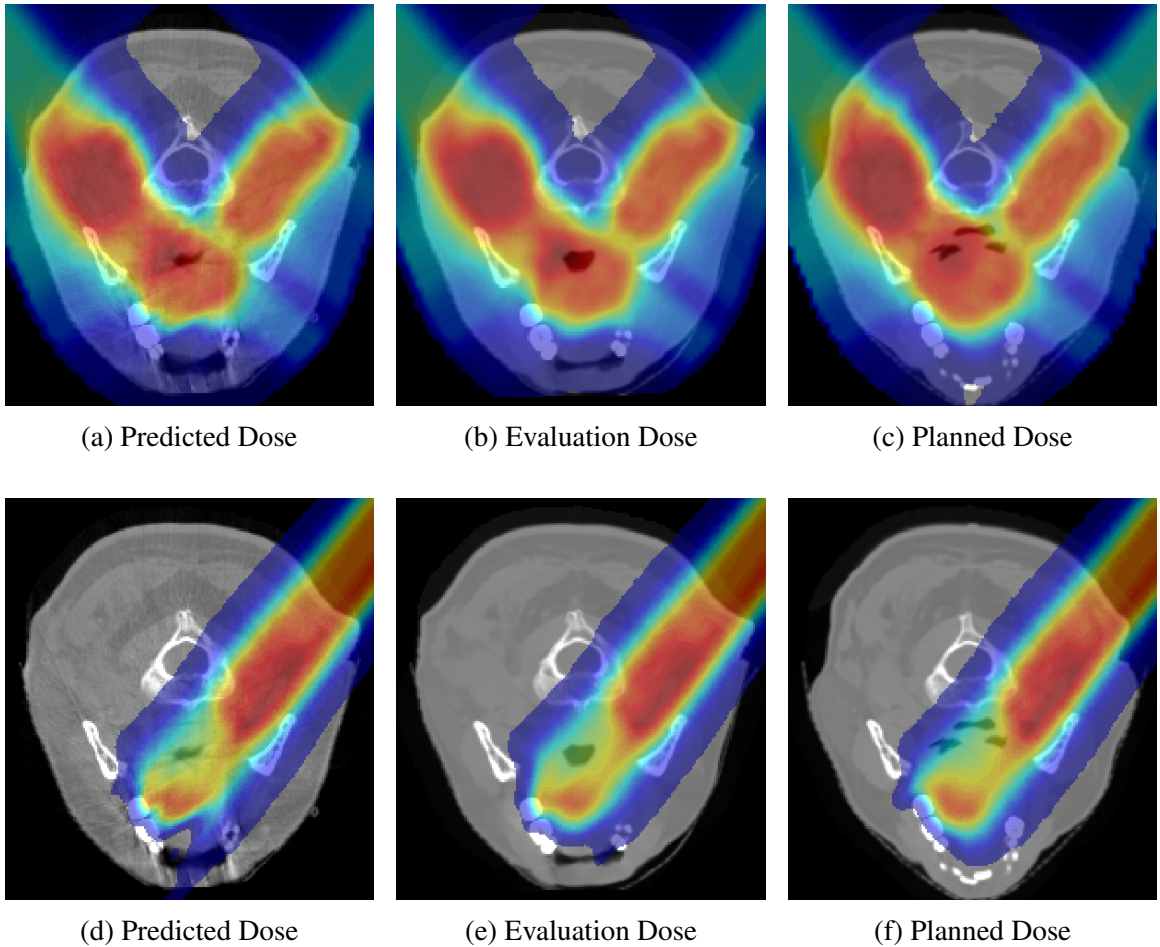 (a) Predicted Dose
(b) Evaluation Dose
(c) Planned Dose
(d) Predicted Dose
(e) Evaluation Dose
(f) Planned Dose